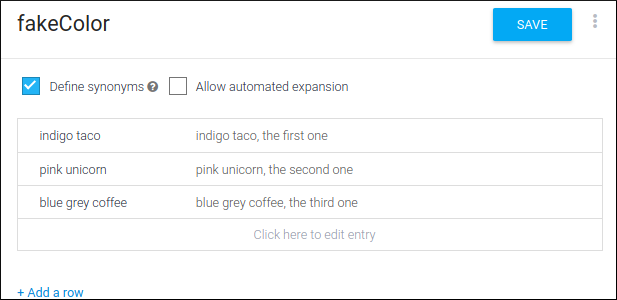 fakeColor
SAVE
Define synonyms ? Allow automated expansion
indigo taco indigo taco, the first one
pink unicorn pink unicorn, the second one
blue grey coffee blue grey coffee, the third one
Click here to edit entry
+ Add a row